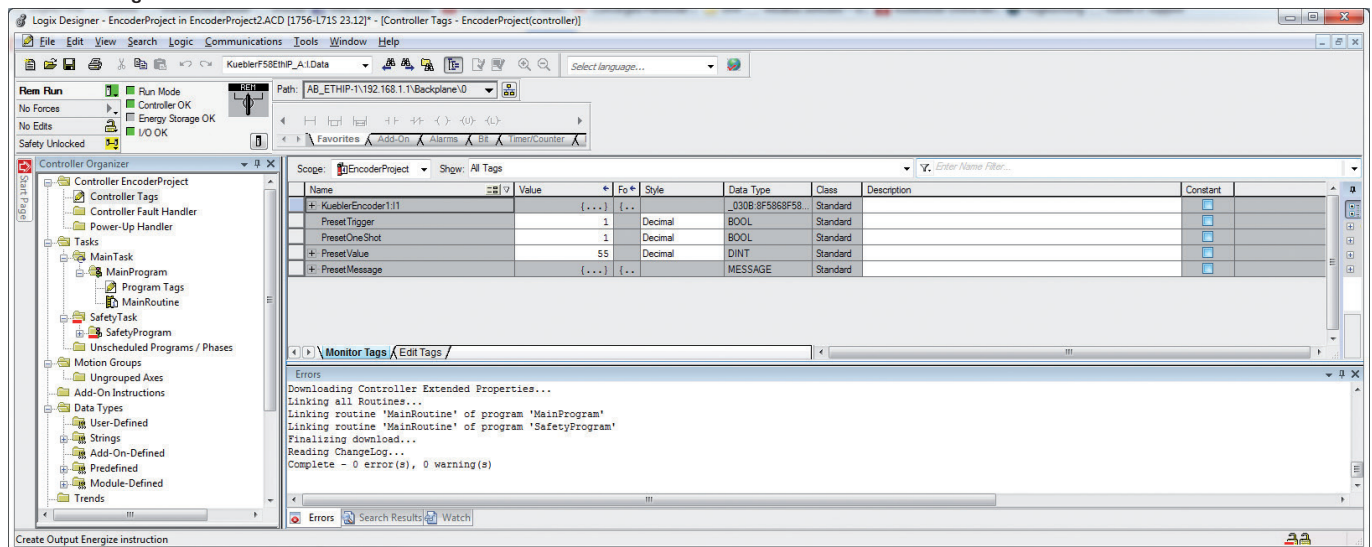 Logix Designer - EncoderProject in EncoderProject2.ACD [1756-L71S 23.12]* - [Controller Tags - EncoderProject(controller)]
File Edit View Search Logic Communications Tools Window Help
KueblerF58EthIP_A:I.Data
Select language...
Rem Run
Run Mode
REM
Path: AB_ETHIP-1\192.168.1.1\Backplane\0
No Forces
Controller OK
Energy Storage OK
No Edits
I/O OK
Safety Unlocked
Favorites Add-On Alarms Bit Timer/Counter
Start Page
Controller Organizer
Controller EncoderProject
Controller Tags
Controller Fault Handler
Power-Up Handler
Tasks
MainTask
MainProgram
Program Tags
MainRoutine
SafetyTask
SafetyProgram
Unscheduled Programs / Phases
Motion Groups
Ungrouped Axes
Add-On Instructions
Data Types
User-Defined
Strings
Add-On-Defined
Predefined
Module-Defined
Trends
Scope: EncoderProject Show: All Tags Enter Name Filter...
Name Value Fo Style Data Type Class Description Constant
KueblerEncoder1:I1 {...} {.. _030B:8F5868F58... Standard
PresetTrigger 1 Decimal BOOL Standard
PresetOneShot 1 Decimal BOOL Standard
PresetValue 55 Decimal DINT Standard
PresetMessage {...} {.. MESSAGE Standard
Monitor Tags Edit Tags
Errors
Downloading Controller Extended Properties...
Linking all Routines...
Linking routine 'MainRoutine' of program 'MainProgram'
Linking routine 'MainRoutine' of program 'SafetyProgram'
Finalizing download...
Reading ChangeLog...
Complete - 0 error(s), 0 warning(s)
Errors Search Results Watch
Create Output Energize instruction